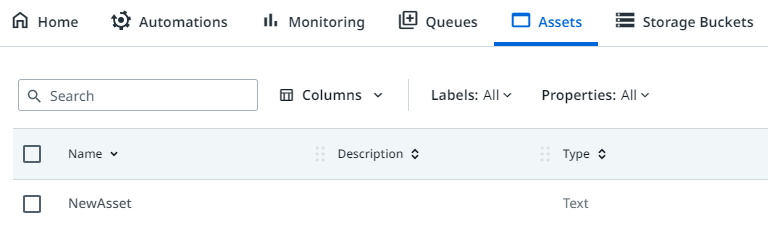 Home Automations Monitoring Queues Assets Storage Buckets
Search Columns Labels: All Properties: All
Name Description Type
NewAsset Text